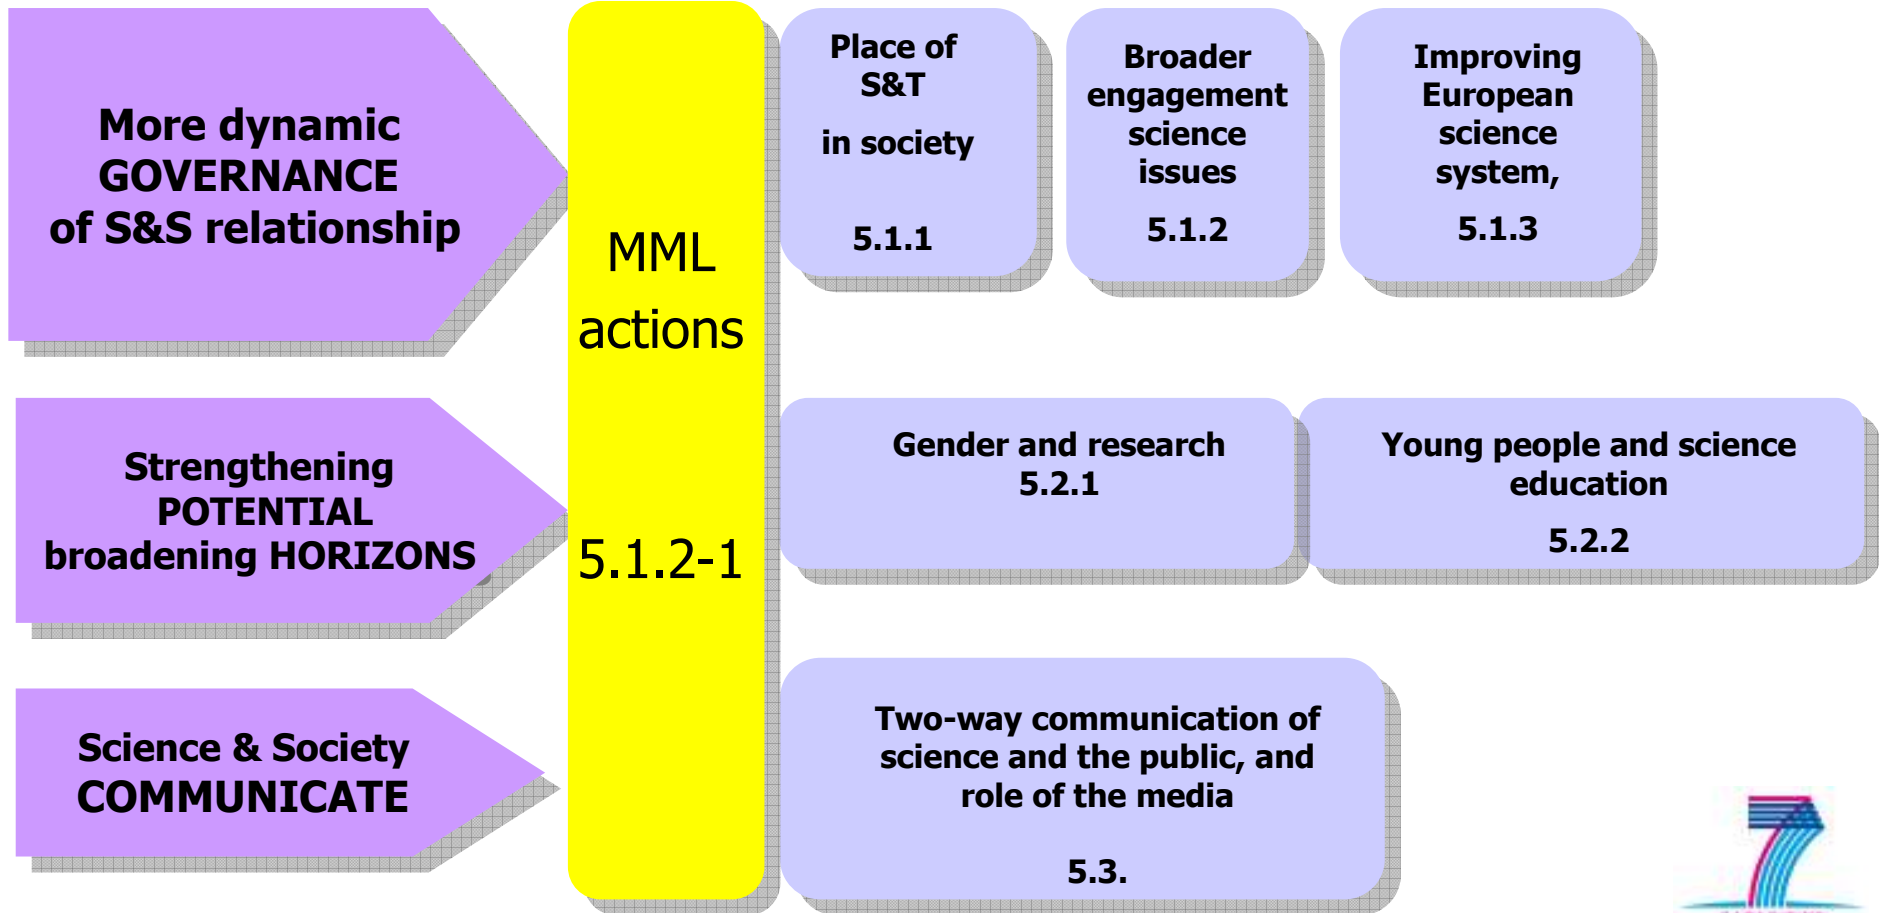 More dynamic
GOVERNANCE
of S&S relationship
MML
actions
5.1.2-1
Place of
S&T
in society
5.1.1
Broader
engagement
science
issues
5.1.2
Improving
European
science
system,
5.1.3
Strengthening
POTENTIAL
broadening HORIZONS
Gender and research
5.2.1
Young people and science
education
5.2.2
Science & Society
COMMUNICATE
Two-way communication of
science and the public, and
role of the media
5.3.
7